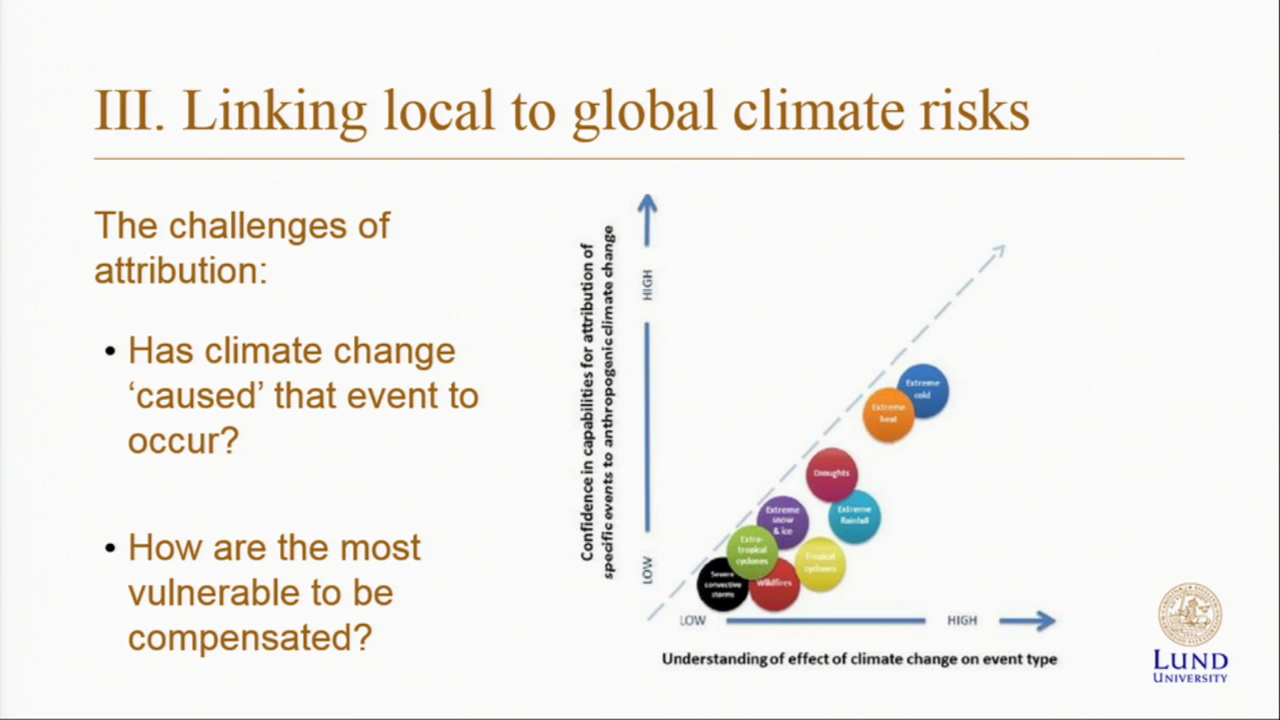 III. Linking local to global climate risks
The challenges of
attribution:
• Has climate change
‘caused’ that event to
occur?
• How are the most
vulnerable to be
compensated?
Confidence in capabilities for attribution of
specific events to anthropogenic climate change
HIGH
LOW
Extreme
cold
Extreme
heat
Droughts
Extreme
Rainfall
Extreme
snow
& ice
Extra-
tropical
cyclones
Tropical
cyclones
Severe
convective
storms
Wildfires
LOW
HIGH
Understanding of effect of climate change on event type
LUND
UNIVERSITY